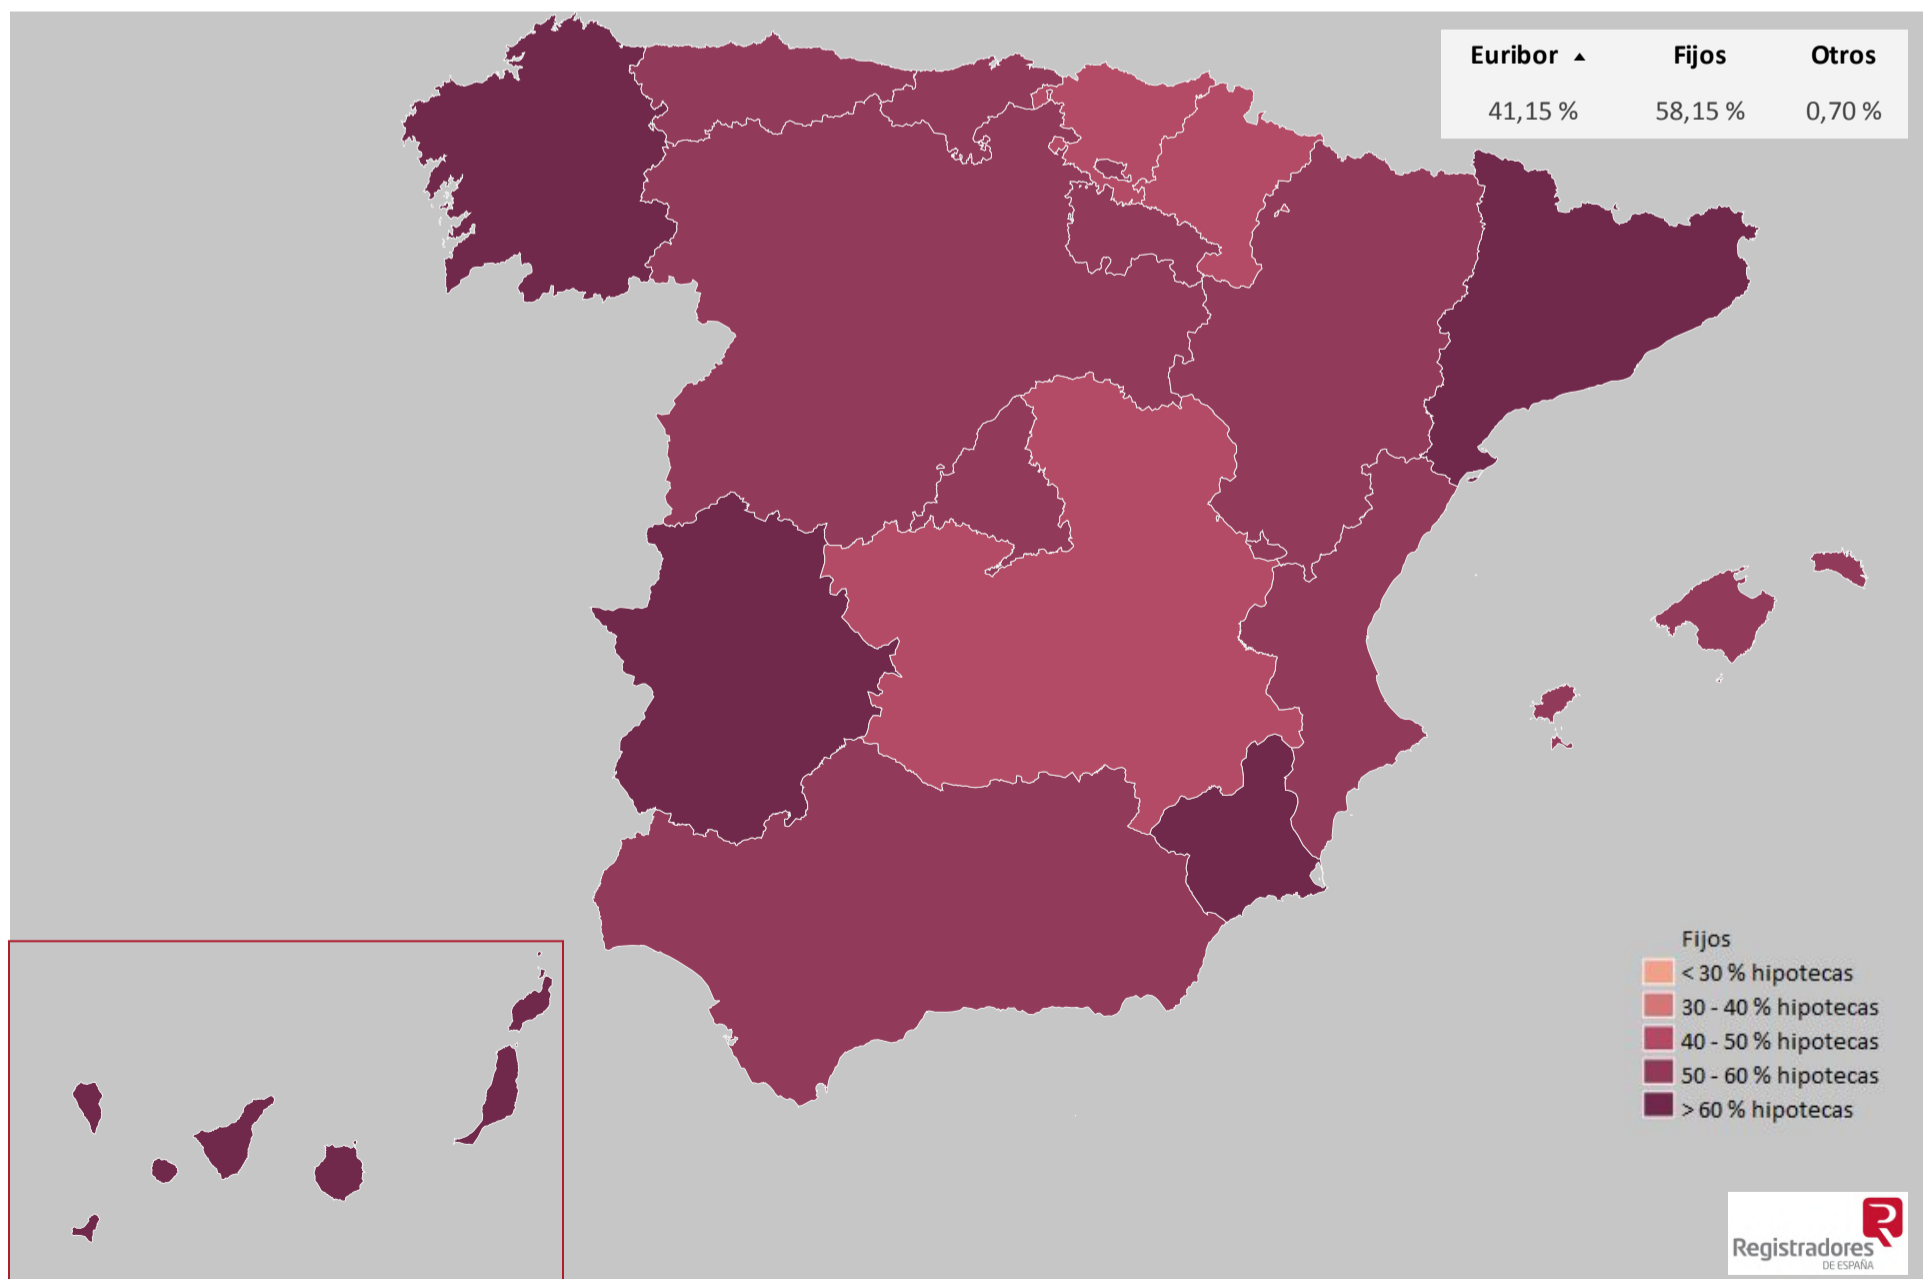 Euribor ▲ Fijos Otros
41,15 % 58,15 % 0,70 %
Fijos
< 30 % hipotecas
30 - 40 % hipotecas
40 - 50 % hipotecas
50 - 60 % hipotecas
> 60 % hipotecas
Registradores
DE ESPAÑA